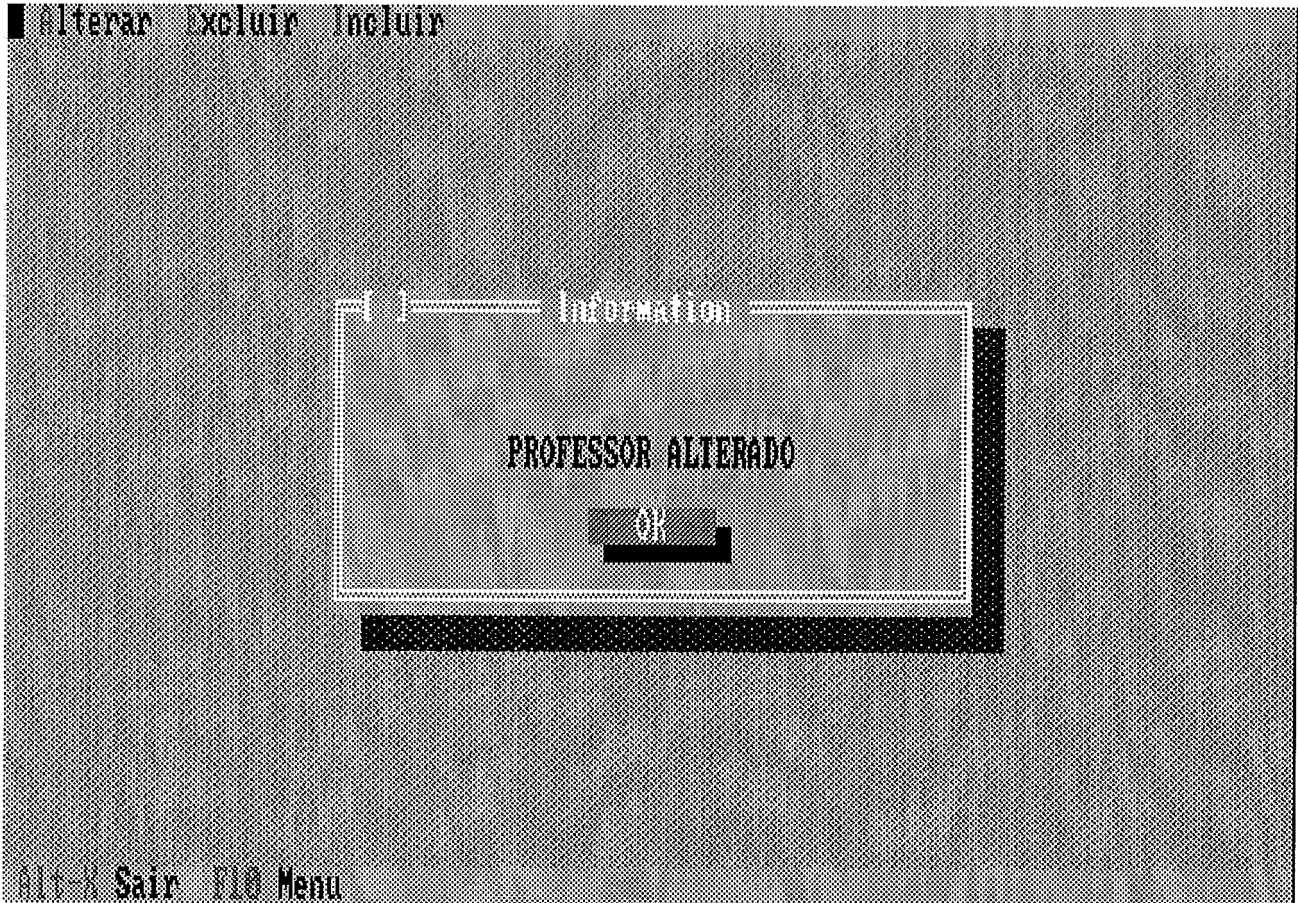 Alterar Excluir Incluir
[ ] Information
PROFESSOR ALTERADO
OK
Alt-X Sair F10 Menu